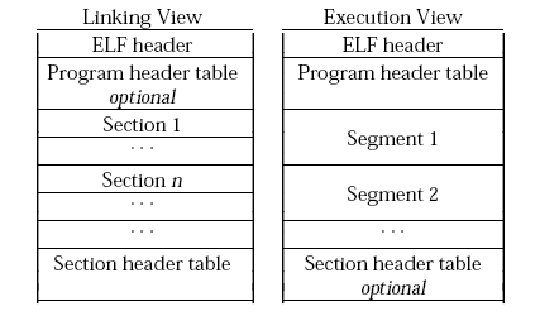 Linking View
ELF header
Program header table
optional
Section 1
. . .
Section n
. . .
. . .
Section header table
Execution View
ELF header
Program header table
Segment 1
Segment 2
. . .
Section header table
optional